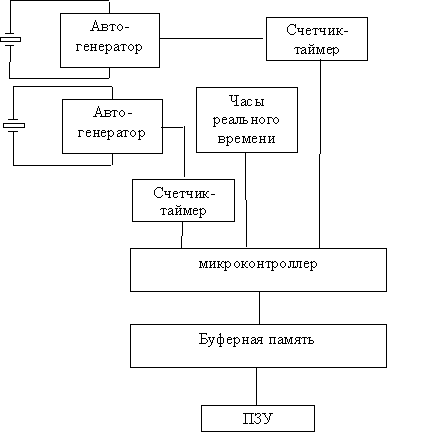 Авто-
генератор
Счетчик-
таймер
Авто-
генератор
Часы
реального
времени
Счетчик-
таймер
микроконтроллер
Буферная память
ПЗУ